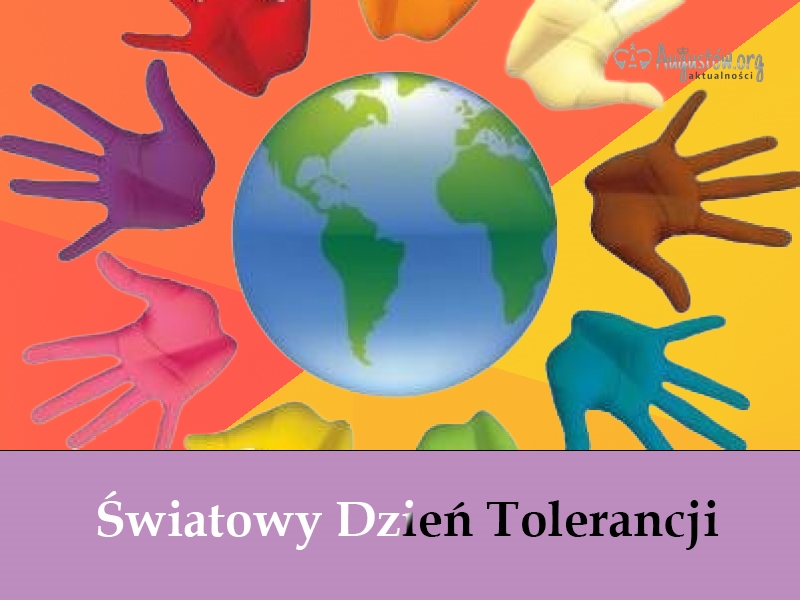 Augustów.org
aktualności
Światowy Dzień Tolerancji